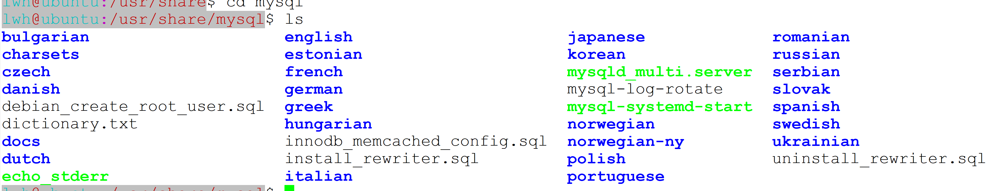 lwh@ubuntu:/usr/share$ cd mysql
lwh@ubuntu:/usr/share/mysql$ ls
bulgarian english japanese romanian
charsets estonian korean russian
czech french mysqld_multi.server serbian
danish german mysql-log-rotate slovak
debian_create_root_user.sql greek mysql-systemd-start spanish
dictionary.txt hungarian norwegian swedish
docs innodb_memcached_config.sql norwegian-ny ukrainian
dutch install_rewriter.sql polish uninstall_rewriter.sql
echo_stderr italian portuguese
lwh@ubuntu:/usr/share/mysql$